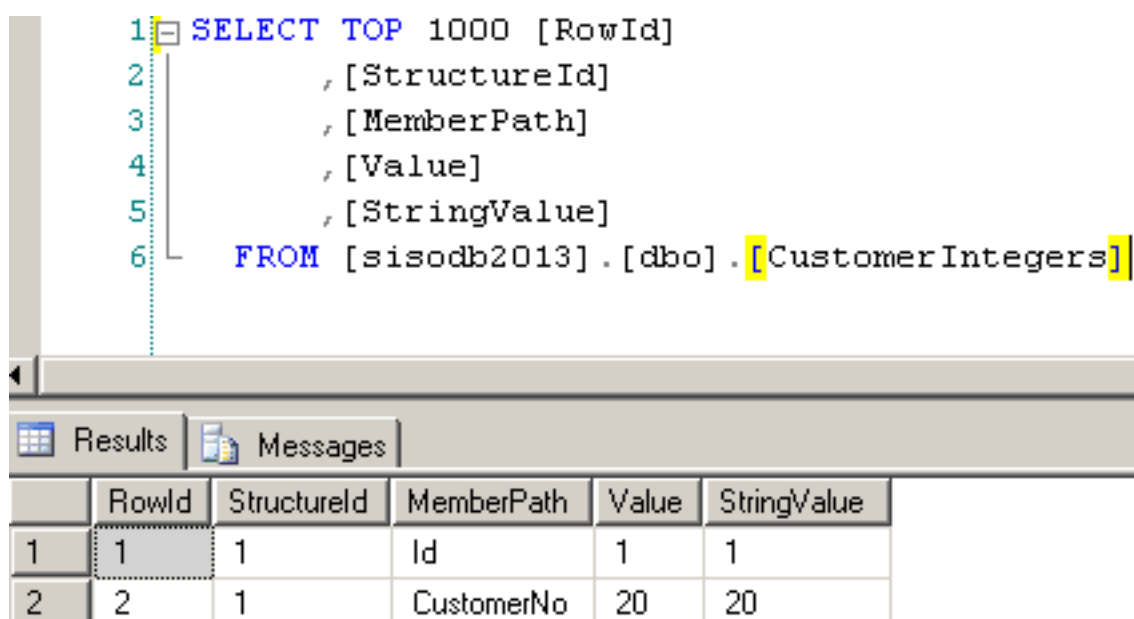 1 SELECT TOP 1000 [RowId]
2 ,[StructureId]
3 ,[MemberPath]
4 ,[Value]
5 ,[StringValue]
6 FROM [sisodb2013].[dbo].[CustomerIntegers]
Results Messages
RowId StructureId MemberPath Value StringValue
1 1 1 Id 1 1
2 2 1 CustomerNo 20 20